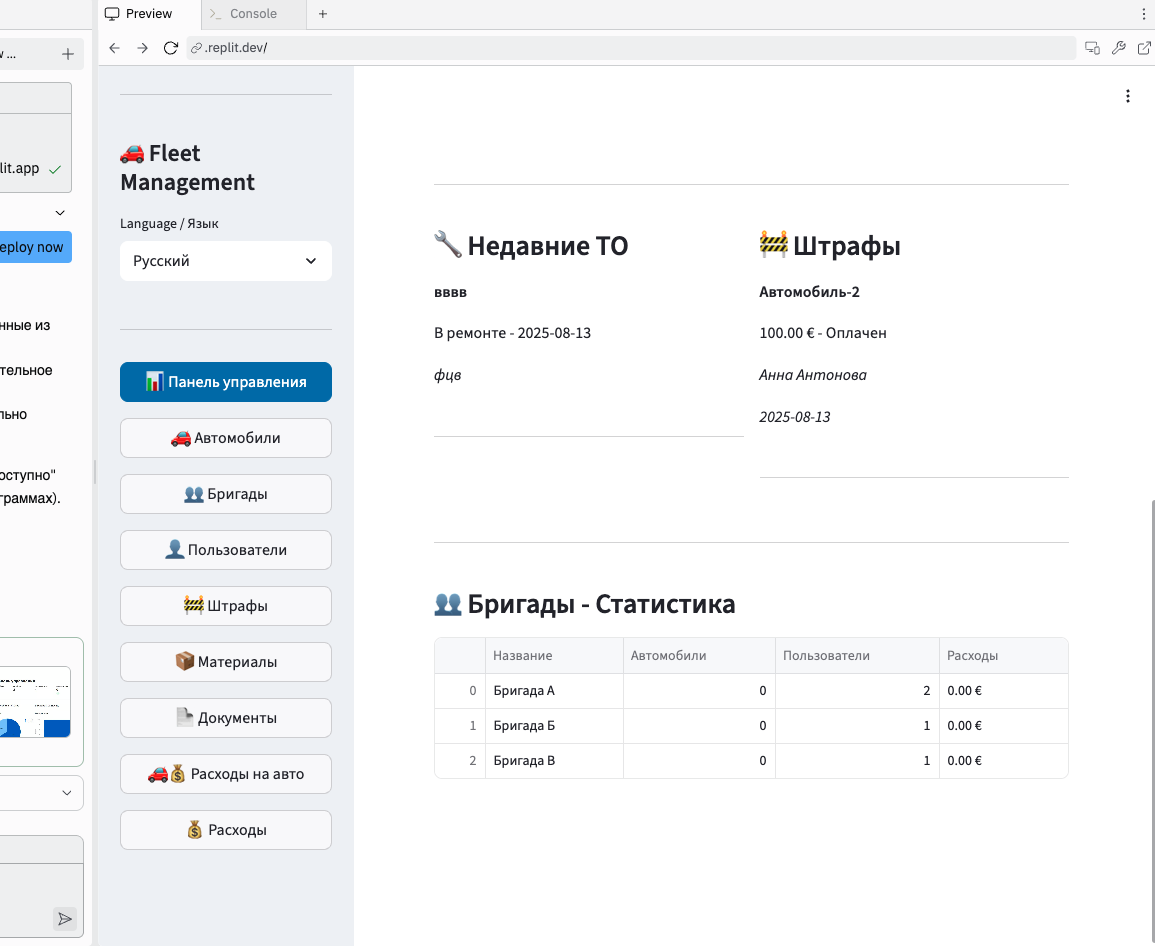 Preview
Console
.replit.dev/
lit.app
eploy now
нные из
тельное
льно
оступно"
граммах).
Fleet
Management
Language / Язык
Русский
Панель управления
Автомобили
Бригады
Пользователи
Штрафы
Материалы
Документы
Расходы на авто
Расходы
Недавние ТО
вввв
В ремонте - 2025-08-13
фцв
Штрафы
Автомобиль-2
100.00 € - Оплачен
Анна Антонова
2025-08-13
Бригады - Статистика
Название Автомобили Пользователи Расходы
0 Бригада А 0 2 0.00 €
1 Бригада Б 0 1 0.00 €
2 Бригада В 0 1 0.00 €